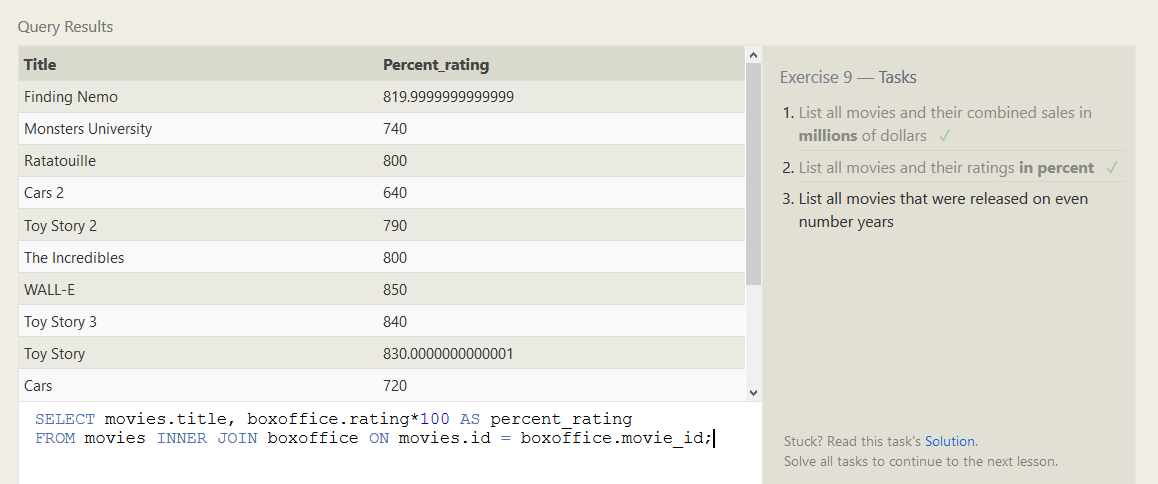 Query Results
Title Percent_rating
Finding Nemo 819.9999999999999
Monsters University 740
Ratatouille 800
Cars 2 640
Toy Story 2 790
The Incredibles 800
WALL-E 850
Toy Story 3 840
Toy Story 830.0000000000001
Cars 720
SELECT movies.title, boxoffice.rating*100 AS percent_rating
FROM movies INNER JOIN boxoffice ON movies.id = boxoffice.movie_id;
Exercise 9 — Tasks
1. List all movies and their combined sales in
millions of dollars ✓
2. List all movies and their ratings in percent ✓
3. List all movies that were released on even
number years
Stuck? Read this task's Solution.
Solve all tasks to continue to the next lesson.